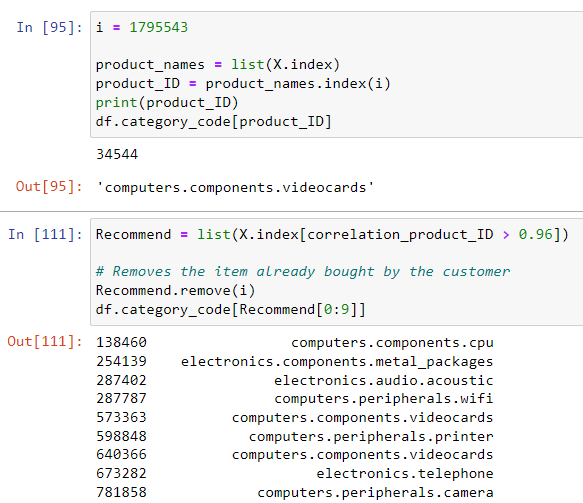 In [95]: i = 1795543
product_names = list(X.index)
product_ID = product_names.index(i)
print(product_ID)
df.category_code[product_ID]
34544
Out[95]: 'computers.components.videocards'
In [111]: Recommend = list(X.index[correlation_product_ID > 0.96])
# Removes the item already bought by the customer
Recommend.remove(i)
df.category_code[Recommend[0:9]]
Out[111]: 138460 computers.components.cpu
254139 electronics.components.metal_packages
287402 electronics.audio.acoustic
287787 computers.peripherals.wifi
573363 computers.components.videocards
598848 computers.peripherals.printer
640366 computers.components.videocards
673282 electronics.telephone
781858 computers.peripherals.camera